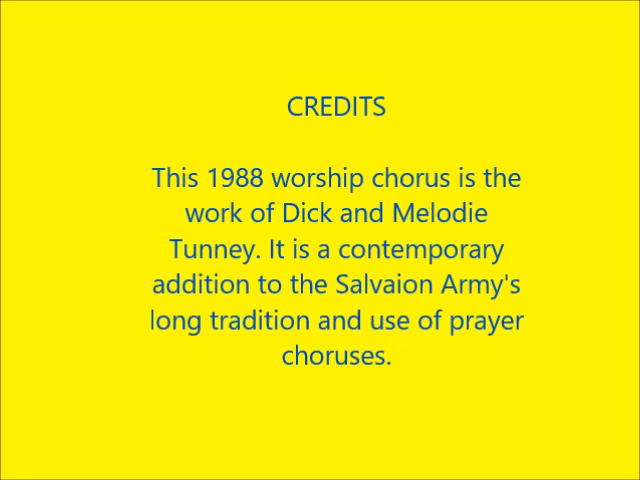 CREDITS
This 1988 worship chorus is the
work of Dick and Melodie
Tunney. It is a contemporary
addition to the Salvaion Army's
long tradition and use of prayer
choruses.